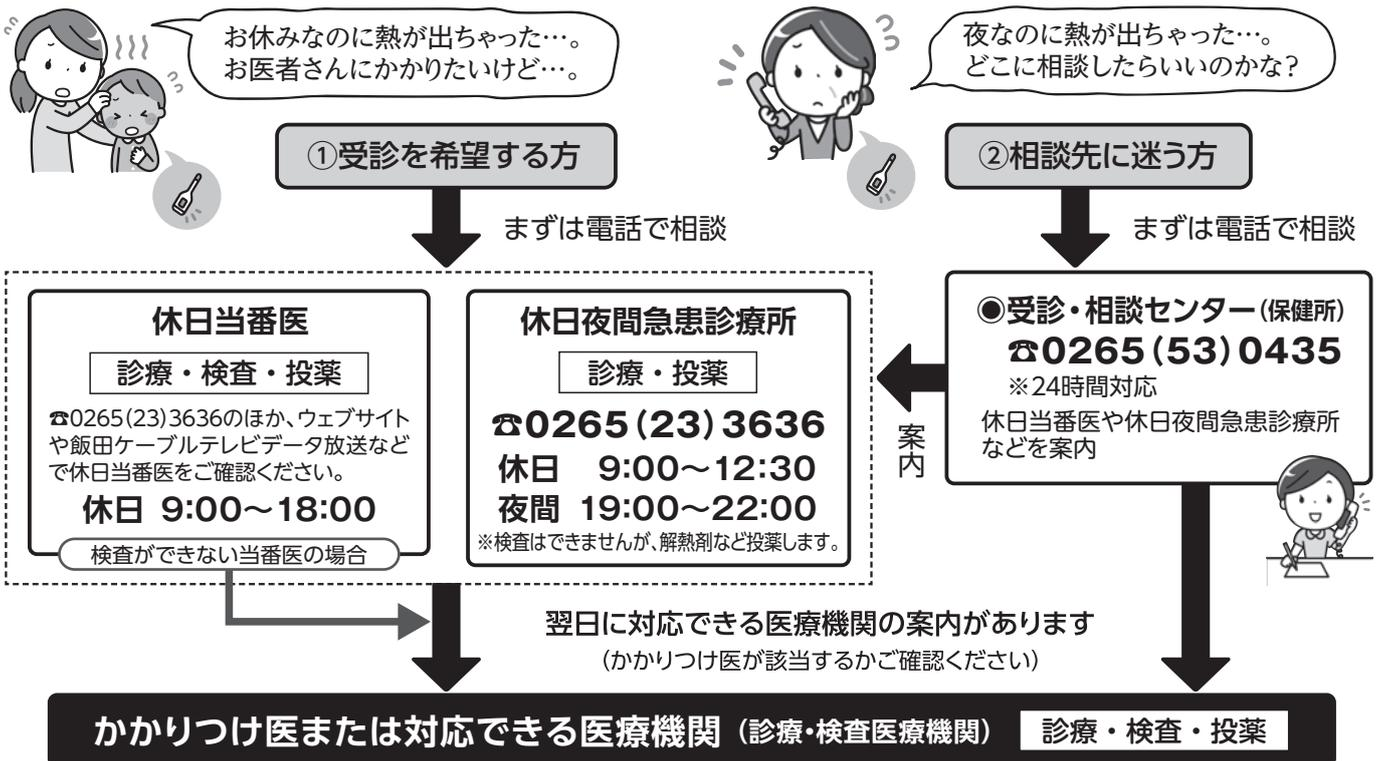 お休みなのに熱が出ちゃった…。
お医者さんにかかりたいけど…。
夜なのに熱が出ちゃった…。
どこに相談したらいいのかな？
①受診を希望する方
まずは電話で相談
②相談先に迷う方
まずは電話で相談
休日当番医
診療・検査・投薬
☎0265(23)3636のほか、ウェブサイト
や飯田ケーブルテレビデータ放送など
で休日当番医をご確認ください。
休日 9:00〜18:00
検査ができない当番医の場合
休日夜間急患診療所
診療・投薬
☎0265(23)3636
休日 9:00〜12:30
夜間 19:00〜22:00
※検査はできませんが、解熱剤など投薬します。
◉受診・相談センター(保健所)
☎0265(53)0435
※24時間対応
休日当番医や休日夜間急患診療所
などを案内
案内
翌日に対応できる医療機関の案内があります
(かかりつけ医が該当するかご確認ください)
かかりつけ医または対応できる医療機関(診療・検査医療機関) 診療・検査・投薬